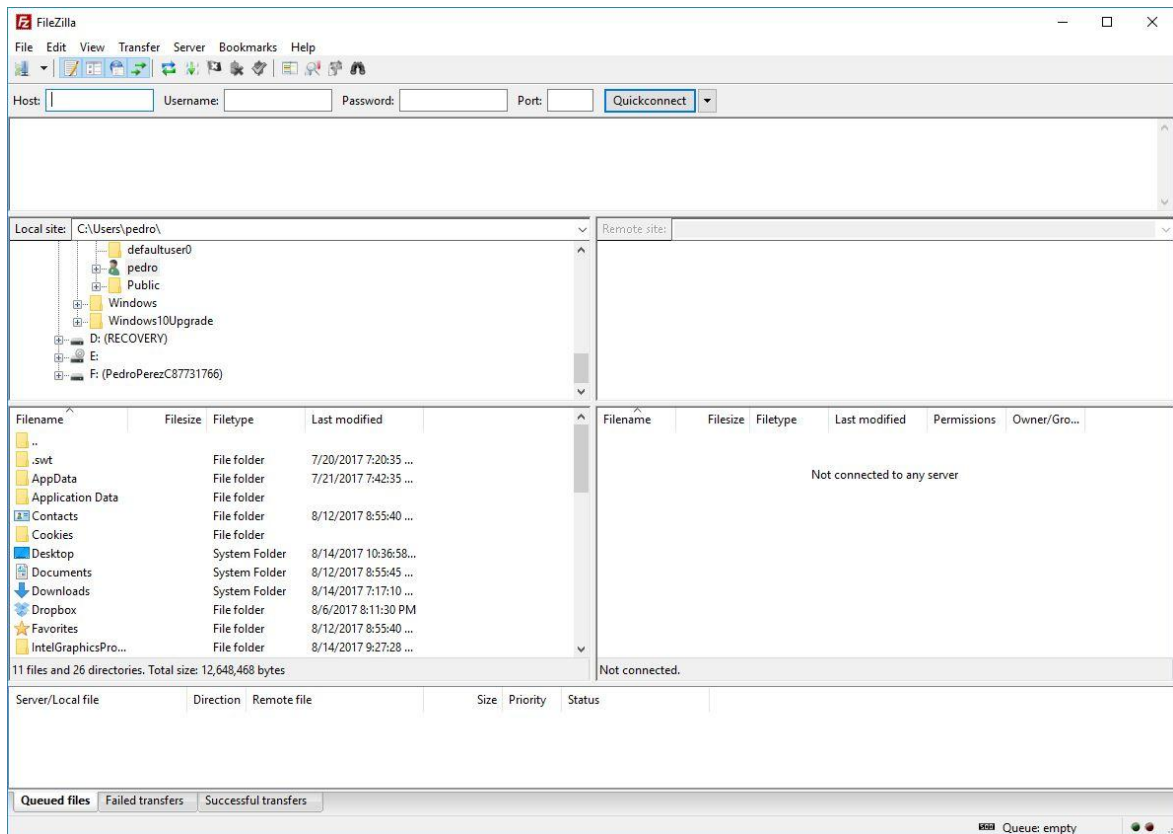 FileZilla
File Edit View Transfer Server Bookmarks Help
Host: Username: Password: Port: Quickconnect
Local site: C:\Users\pedro\
defaultuser0
pedro
Public
Windows
Windows10Upgrade
D: (RECOVERY)
E:
F: (PedroPerezC87731766)
Remote site:
Filename Filesize Filetype Last modified
..
.swt File folder 7/20/2017 7:20:35 ...
AppData File folder 7/21/2017 7:42:35 ...
Application Data File folder
Contacts File folder 8/12/2017 8:55:40 ...
Cookies File folder
Desktop System Folder 8/14/2017 10:36:58...
Documents System Folder 8/12/2017 8:55:45 ...
Downloads System Folder 8/14/2017 7:17:10 ...
Dropbox File folder 8/6/2017 8:11:30 PM
Favorites File folder 8/12/2017 8:55:40 ...
IntelGraphicsPro... File folder 8/14/2017 9:27:28 ...
11 files and 26 directories. Total size: 12,648,468 bytes
Filename Filesize Filetype Last modified Permissions Owner/Gro...
Not connected to any server
Not connected.
Server/Local file Direction Remote file Size Priority Status
Queued files Failed transfers Successful transfers
Queue: empty